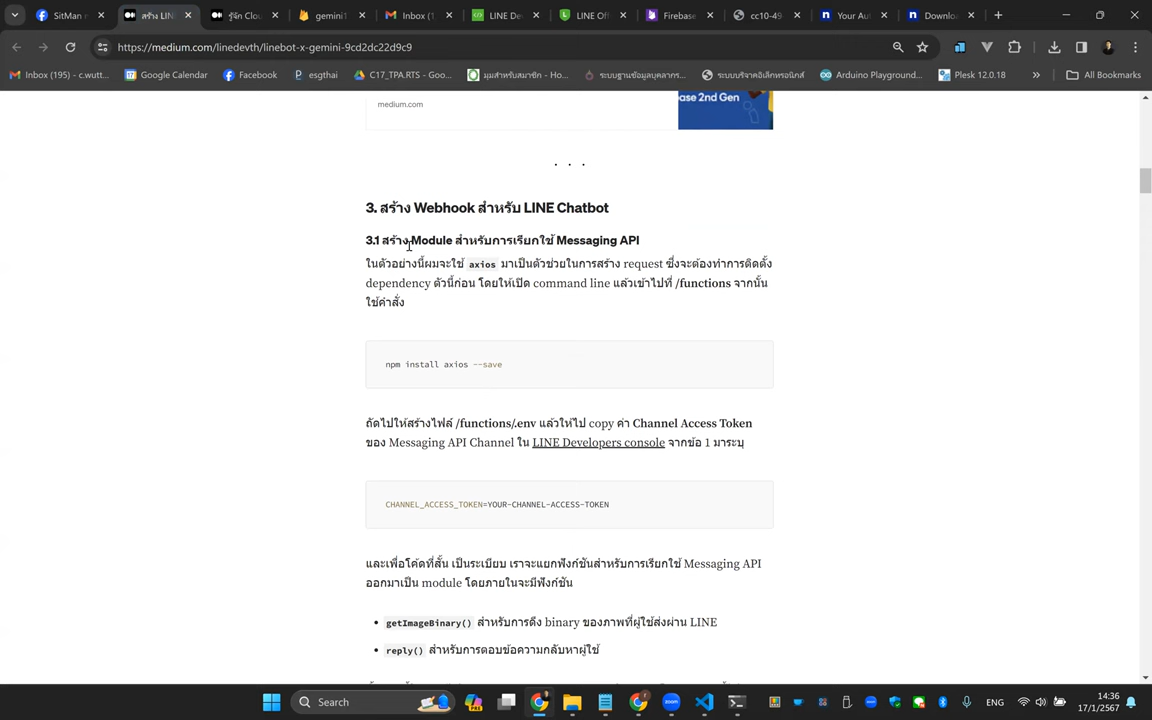 SitMan
สร้าง LIN
รู้จัก Clou
gemini1
Inbox (1,
LINE De
LINE Off
Firebase
cc10-49
Your Aut
Downloa
https://medium.com/linedevth/linebot-x-gemini-9cd2dc22d9c9
Inbox (195) - c.wutt...
Google Calendar
Facebook
esgthai
C17_TPA.RTS - Goo...
มุมสำหรับสมาชิก - Ho...
ระบบฐานข้อมูลบุคลากร...
ระบบบริจาคอิเล็กทรอนิกส์
Arduino Playground...
Plesk 12.0.18
All Bookmarks
ase 2nd Gen
medium.com
3. สร้าง Webhook สำหรับ LINE Chatbot
3.1 สร้าง Module สำหรับการเรียกใช้ Messaging API
ในตัวอย่างนี้ผมจะใช้ axios มาเป็นตัวช่วยในการสร้าง request ซึ่งจะต้องทำการติดตั้ง
dependency ตัวนี้ก่อน โดยให้เปิด command line แล้วเข้าไปที่ /functions จากนั้น
ใช้คำสั่ง
npm install axios --save
ถัดไปให้สร้างไฟล์ /functions/.env แล้วให้ไป copy ค่า Channel Access Token
ของ Messaging API Channel ใน LINE Developers console จากข้อ 1 มาระบุ
CHANNEL_ACCESS_TOKEN=YOUR-CHANNEL-ACCESS-TOKEN
และเพื่อโค้ดที่สั้น เป็นระเบียบ เราจะแยกฟังก์ชันสำหรับการเรียกใช้ Messaging API
ออกมาเป็น module โดยภายในจะมีฟังก์ชัน
getImageBinary() สำหรับการดึง binary ของภาพที่ผู้ใช้ส่งผ่าน LINE
reply() สำหรับการตอบข้อความกลับหาผู้ใช้
Search
ENG
14:36
17/1/2567